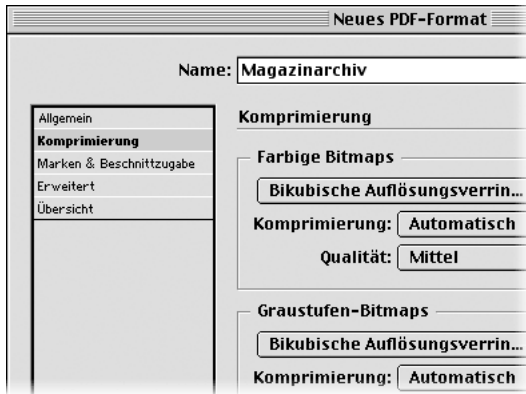 Neues PDF-Format
Name: Magazinarchiv
Allgemein
Komprimierung
Marken & Beschnittzugabe
Erweitert
Übersicht
Komprimierung
Farbige Bitmaps
Bikubische Auflösungsverrin...
Komprimierung: Automatisch
Qualität: Mittel
Graustufen-Bitmaps
Bikubische Auflösungsverrin...
Komprimierung: Automatisch